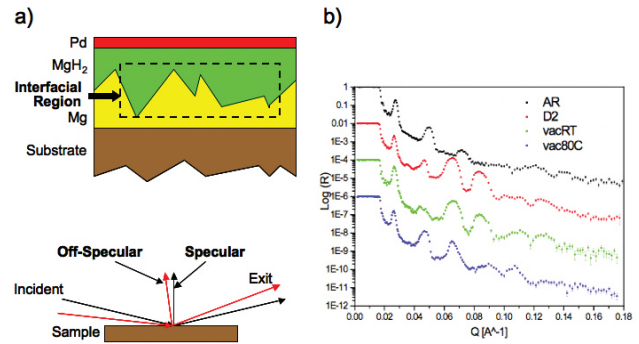 a)
Pd
MgH2
Interfacial
Region
Mg
Substrate
Off-Specular
Specular
Incident
Exit
Sample
b)
AR
D2
vacRT
vac80C
Log (R)
1
0.1
0.01
1E-3
1E-4
1E-5
1E-6
1E-7
1E-8
1E-9
1E-10
1E-11
1E-12
0.00 0.02 0.04 0.06 0.08 0.10 0.12 0.14 0.16 0.18
Q [A^-1]